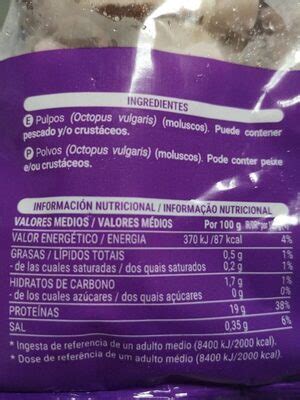 INGREDIENTES
E Pulpos (Octopus vulgaris) (moluscos). Puede contener
pescado y/o crustáceos.
P Polvos (Octopus vulgaris) (moluscos). Pode conter peixe
e/ou crustáceos.
INFORMACIÓN NUTRICIONAL / INFORMAÇÃO NUTRICIONAL
VALORES MEDIOS / VALORES MÉDIOS Por 100 g
VALOR ENERGÉTICO / ENERGIA 370 kJ /87 kcal 4%
GRASAS / LÍPIDOS TOTAIS 0,5 g 1%
- de las cuales saturadas / dos quais saturados 0,2 g 1%
HIDRATOS DE CARBONO 1,7 g 1%
- de los cuales azúcares / dos quais açúcares 0 g 0%
PROTEÍNAS 19 g 38%
SAL 0,35 g 6%
* Ingesta de referencia de un adulto medio (8400 kJ/2000 kcal).
* Dose de referência de um adulto médio (8400 kJ/2000 kcal).